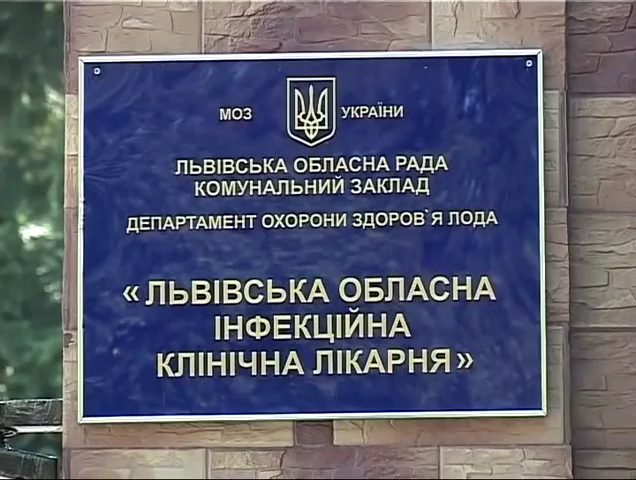 МОЗ УКРАЇНИ
ЛЬВІВСЬКА ОБЛАСНА РАДА
КОМУНАЛЬНИЙ ЗАКЛАД
ДЕПАРТАМЕНТ ОХОРОНИ ЗДОРОВ`Я ЛОДА
«ЛЬВІВСЬКА ОБЛАСНА
ІНФЕКЦІЙНА
КЛІНІЧНА ЛІКАРНЯ»